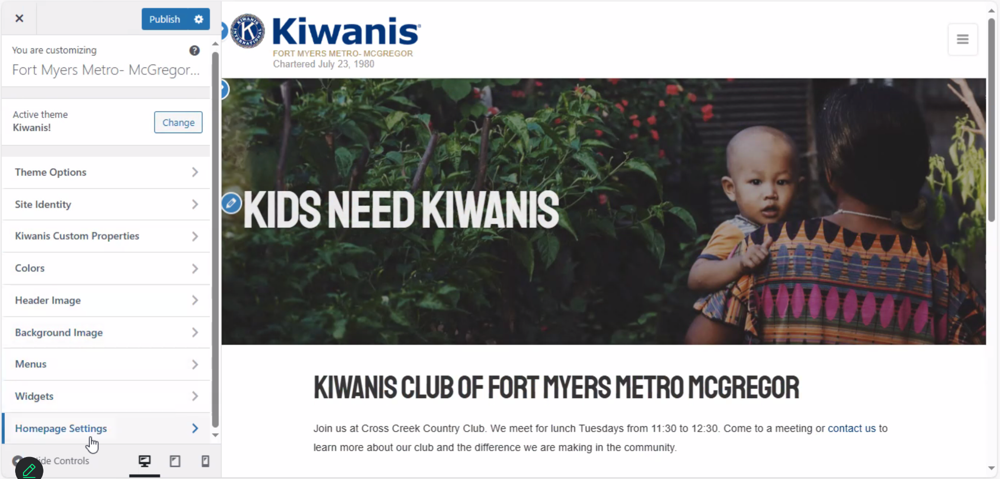 Publish
You are customizing
Fort Myers Metro- McGregor...
Active theme
Kiwanis!
Change
Theme Options
Site Identity
Kiwanis Custom Properties
Colors
Header Image
Background Image
Menus
Widgets
Homepage Settings
ide Controls
KIWANIS
K
INTERNATIONAL
Kiwanis®
FORT MYERS METRO- MCGREGOR
Chartered July 23, 1980
KIDS NEED KIWANIS
KIWANIS CLUB OF FORT MYERS METRO MCGREGOR
Join us at Cross Creek Country Club. We meet for lunch Tuesdays from 11:30 to 12:30. Come to a meeting or contact us to
learn more about our club and the difference we are making in the community.